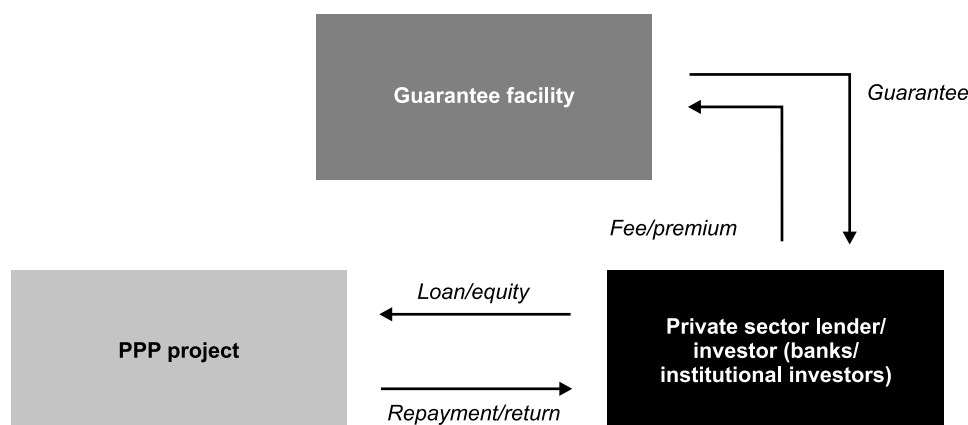 Guarantee facility
Guarantee
Fee/premium
Loan/equity
PPP project
Private sector lender/
investor (banks/
institutional investors)
Repayment/return